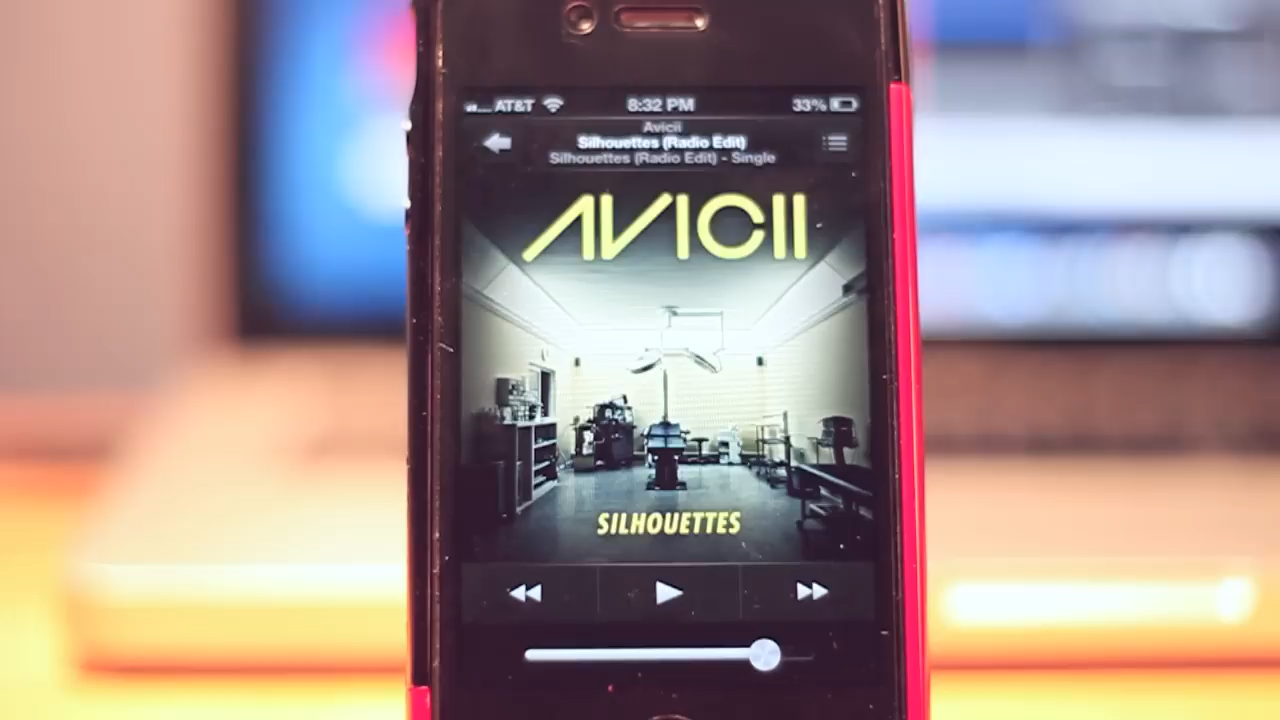 AT&T 8:32 PM 33%
Avicii
Silhouettes (Radio Edit)
Silhouettes (Radio Edit) - Single
AVICII
SILHOUETTES